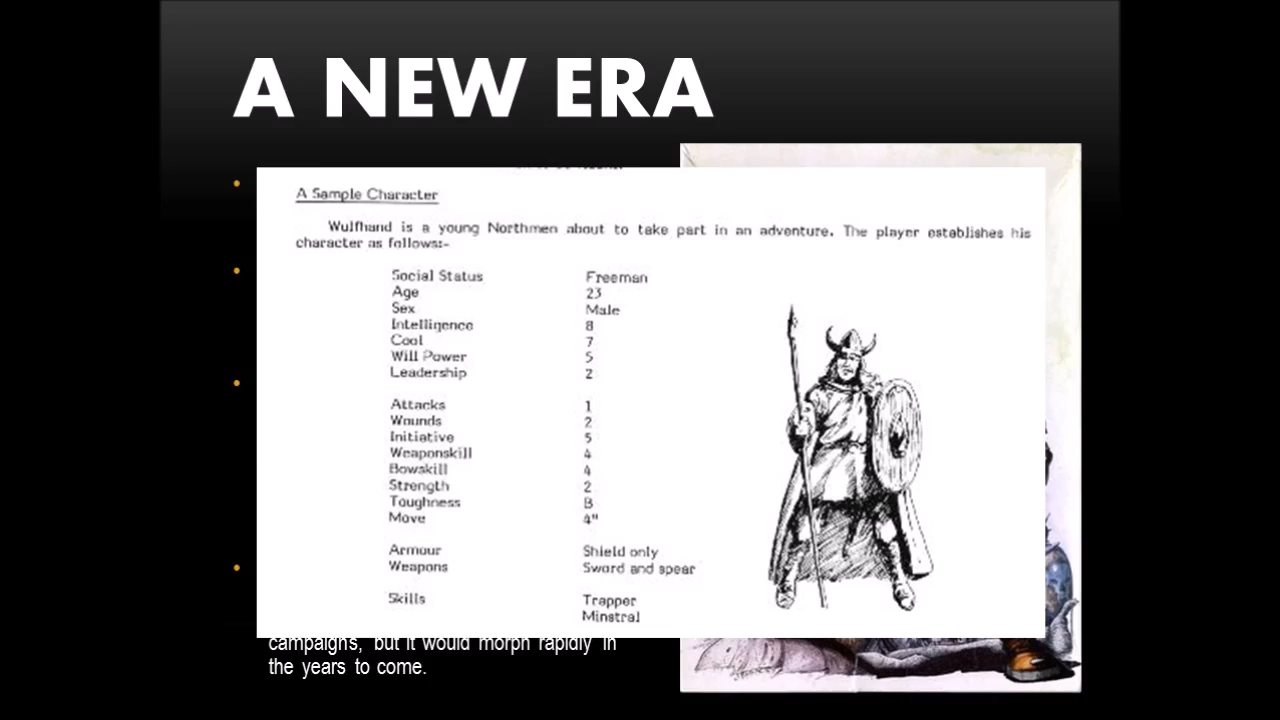 A NEW ERA
A Sample Character
Wulfhand is a young Northmen about to take part in an adventure. The player establishes his
character as follows:-
Social Status Freeman
Age 23
Sex Male
Intelligence 8
Cool 7
Will Power 5
Leadership 2
Attacks 1
Wounds 2
Initiative 5
Weaponskill 4
Bowskill 4
Strength 2
Toughness B
Move 4"
Armour Shield only
Weapons Sword and spear
Skills Trapper
Minstral
campaigns, but it would morph rapidly in
the years to come.